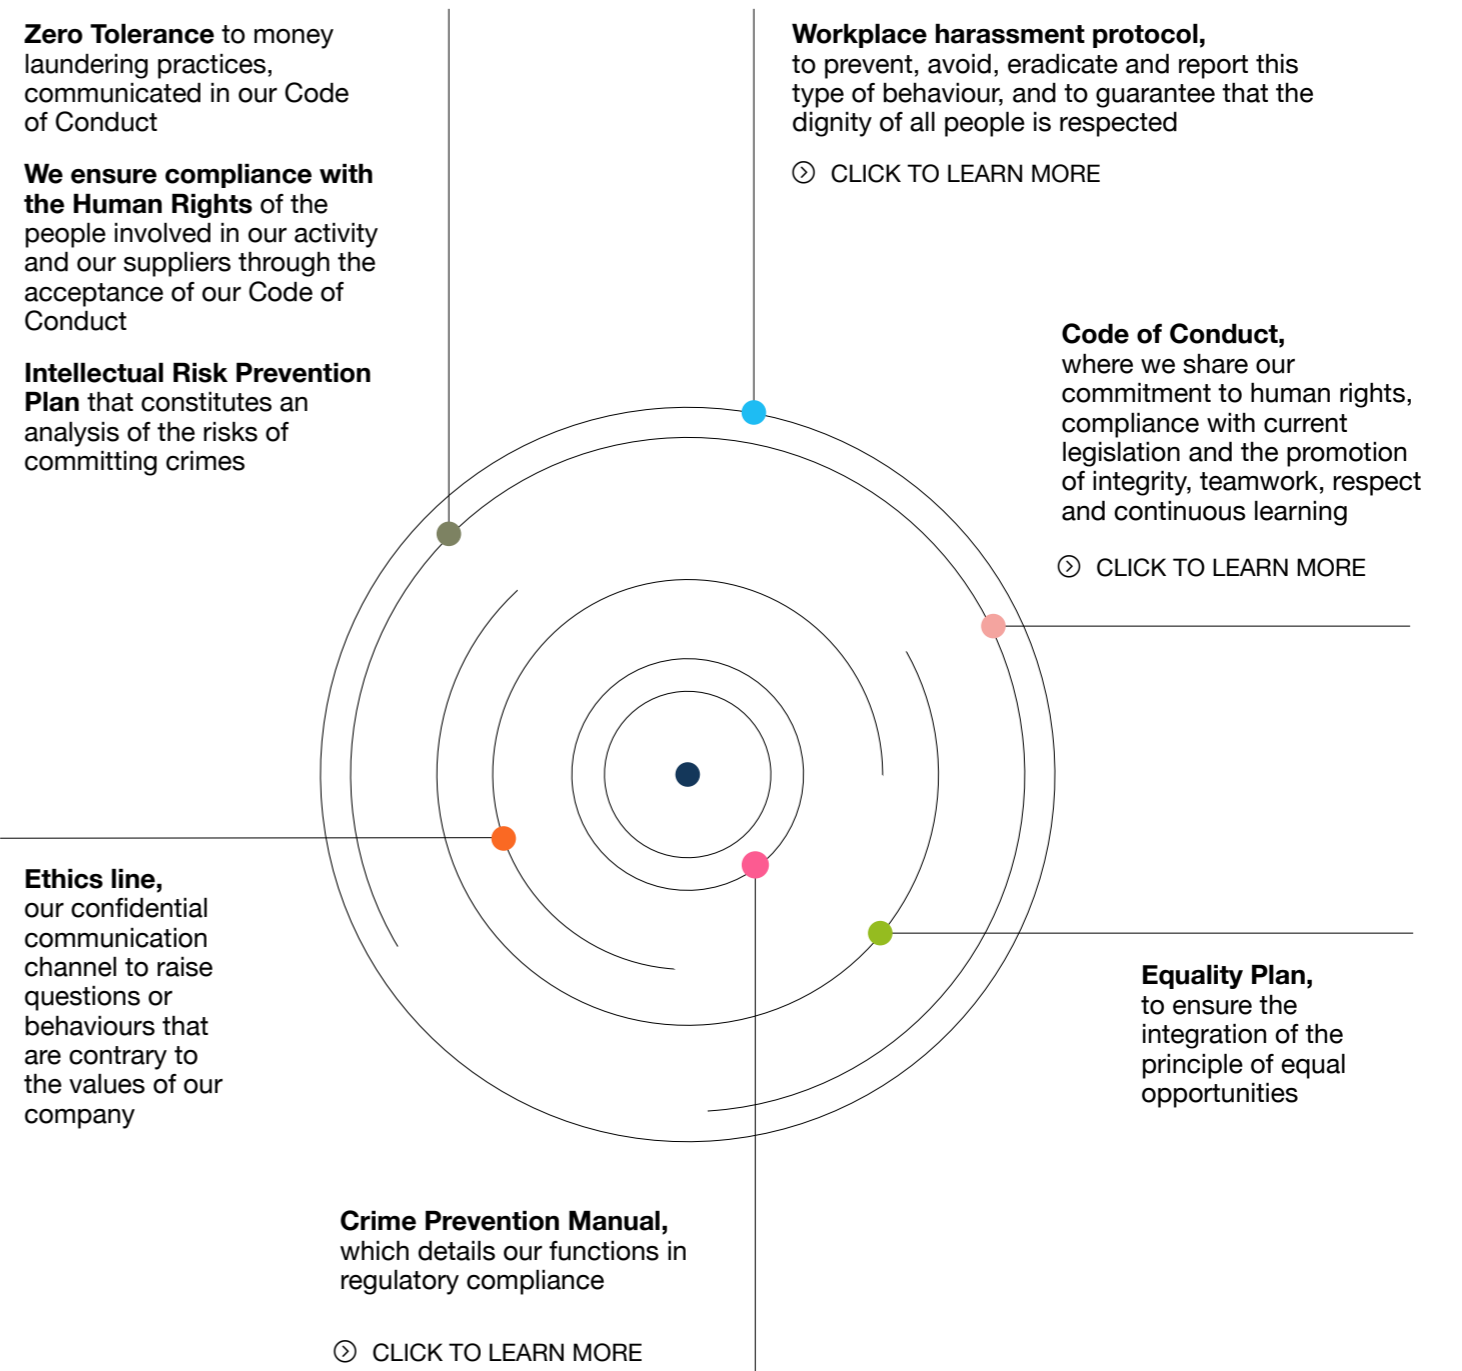 Zero Tolerance to money
laundering practices,
communicated in our Code
of Conduct
We ensure compliance with
the Human Rights of the
people involved in our activity
and our suppliers through the
acceptance of our Code of
Conduct
Intellectual Risk Prevention
Plan that constitutes an
analysis of the risks of
committing crimes
Workplace harassment protocol,
to prevent, avoid, eradicate and report this
type of behaviour, and to guarantee that the
dignity of all people is respected
CLICK TO LEARN MORE
Code of Conduct,
where we share our
commitment to human rights,
compliance with current
legislation and the promotion
of integrity, teamwork, respect
and continuous learning
CLICK TO LEARN MORE
Ethics line,
our confidential
communication
channel to raise
questions or
behaviours that
are contrary to
the values of our
company
Equality Plan,
to ensure the
integration of the
principle of equal
opportunities
Crime Prevention Manual,
which details our functions in
regulatory compliance
CLICK TO LEARN MORE